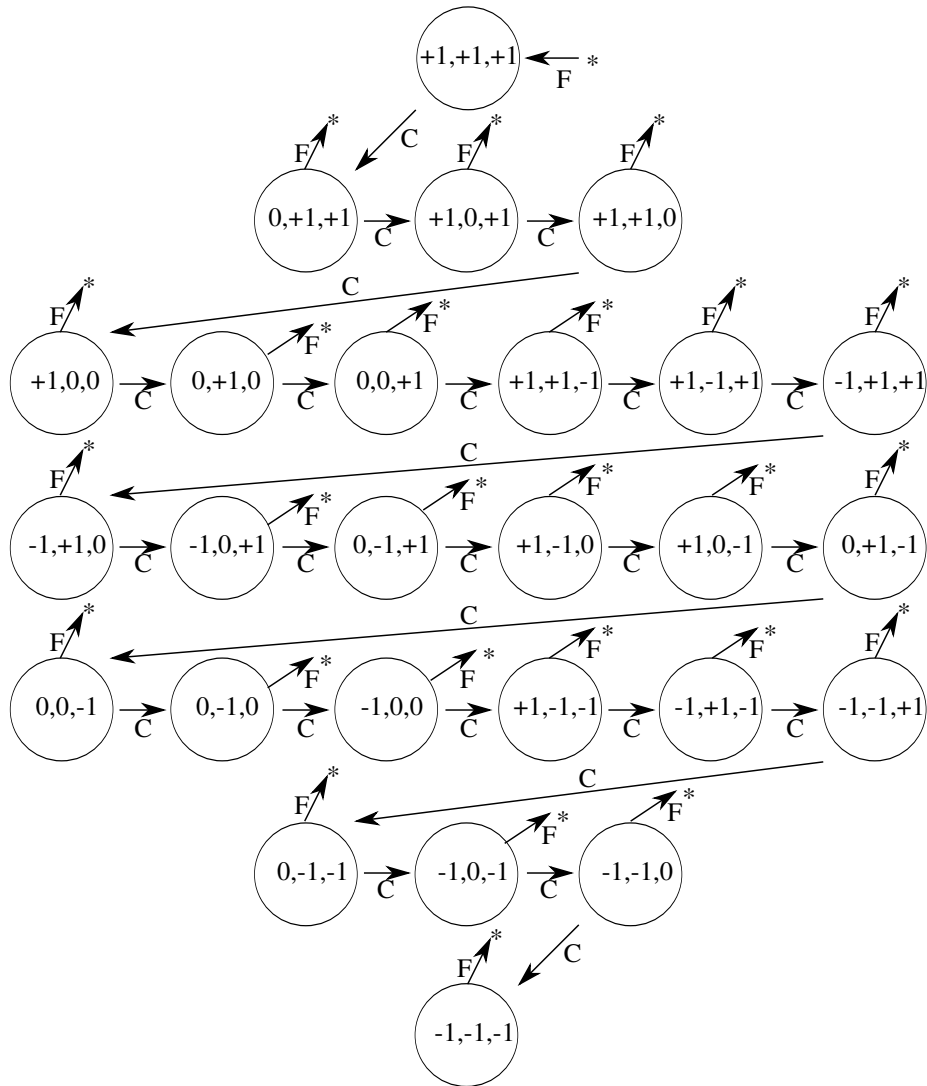 +1,+1,+1 F *
C
F * F * F *
0,+1,+1 C +1,0,+1 C +1,+1,0
C
F * F * F * F * F * F *
+1,0,0 C 0,+1,0 C 0,0,+1 C +1,+1,-1 C +1,-1,+1 C -1,+1,+1
C
F * F * F * F * F * F *
-1,+1,0 C -1,0,+1 C 0,-1,+1 C +1,-1,0 C +1,0,-1 C 0,+1,-1
C
F * F * F * F * F * F *
0,0,-1 C 0,-1,0 C -1,0,0 C +1,-1,-1 C -1,+1,-1 C -1,-1,+1
C
F * F * F *
0,-1,-1 C -1,0,-1 C -1,-1,0
C
F *
-1,-1,-1